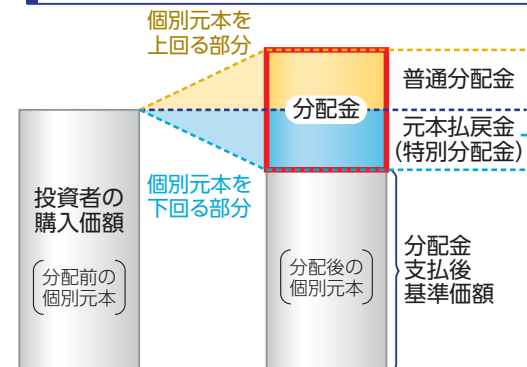 個別元本を
上回る部分
普通分配金
分配金
元本払戻金
(特別分配金)
個別元本を
下回る部分
投資者の
購入価額
分配前の
個別元本
分配後の
個別元本
分配金
支払後
基準価額